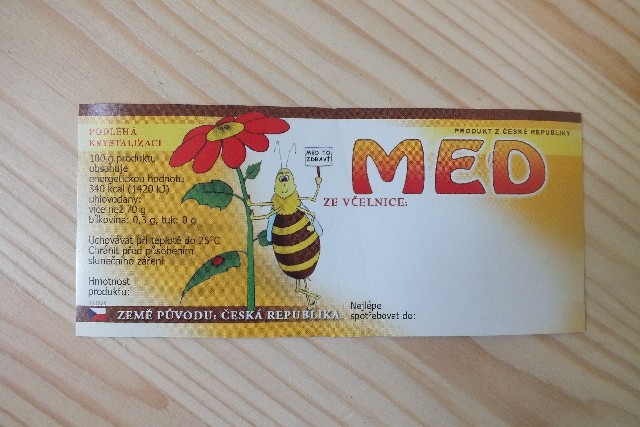 PODLÉHÁ
KRYSTALIZACI
100 g produktu
obsahuje
energetickou hodnotu:
340 kcal (1420 kJ)
uhlovodany:
více než 70 g
bílkovina: 0,3 g, tuk: 0 g
Uchovávat při teplotě do 25°C
Chránit před působením
slunečního záření
Hmotnost
produktu:
ZEMĚ PŮVODU: ČESKÁ REPUBLIKA
MED TO
ZDRAVÍ
PRODUKT Z ČESKÉ REPUBLIKY
MED
ZE VČELNICE:
Nejlépe
spotřebovat do: